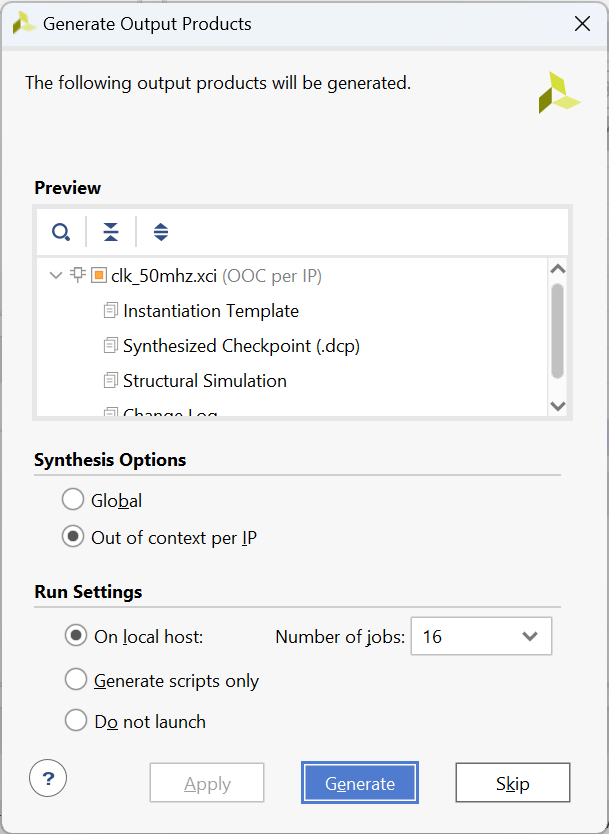 Generate Output Products
The following output products will be generated.
Preview
clk_50mhz.xci (OOC per IP)
Instantiation Template
Synthesized Checkpoint (.dcp)
Structural Simulation
Change Log
Synthesis Options
Global
Out of context per IP
Run Settings
On local host: Number of jobs: 16
Generate scripts only
Do not launch
? Apply Generate Skip